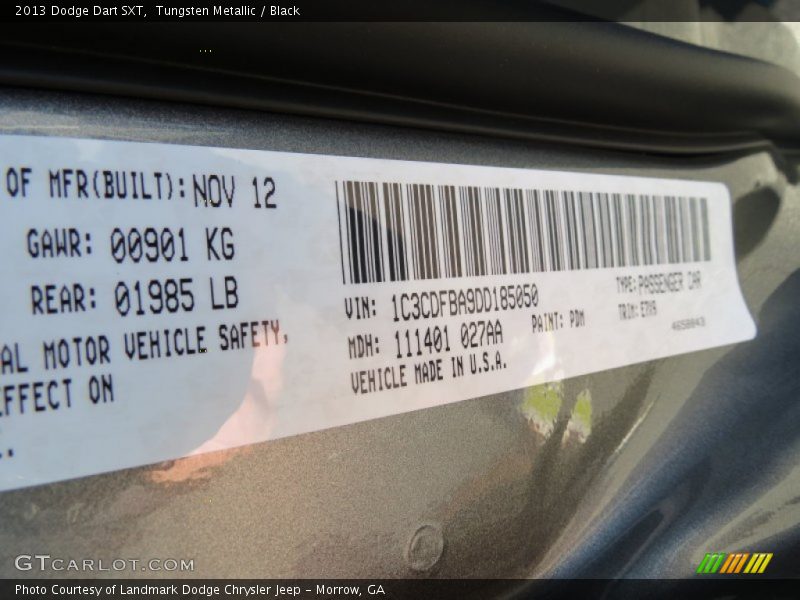 2013 Dodge Dart SXT,  Tungsten Metallic / Black
OF MFR(BUILT): NOV 12
GAWR: 00901 KG
REAR: 01985 LB
AL MOTOR VEHICLE SAFETY,
EFFECT ON
VIN: 1C3CDFBA9DD185050
TYPE: PASSENGER CAR
MDH: 111401 027AA
PAINT: PDM
TRIM:
VEHICLE MADE IN U.S.A.
GTCARLOT.COM
Photo Courtesy of Landmark Dodge Chrysler Jeep - Morrow, GA